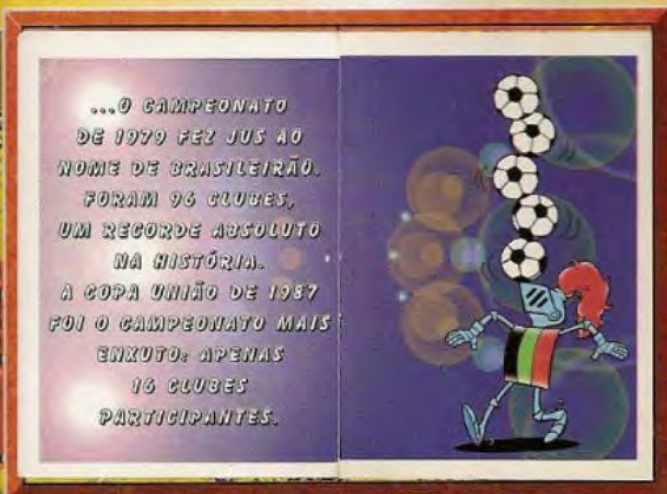 ...O CAMPEONATO
DE 1979 FEZ JUS AO
NOME DE BRASILEIRÃO.
FORAM 96 CLUBES,
UM RECORDE ABSOLUTO
NA HISTÓRIA.
A COPA UNIÃO DE 1987
FOI O CAMPEONATO MAIS
ENXUTO: APENAS
16 CLUBES
PARTICIPANTES.